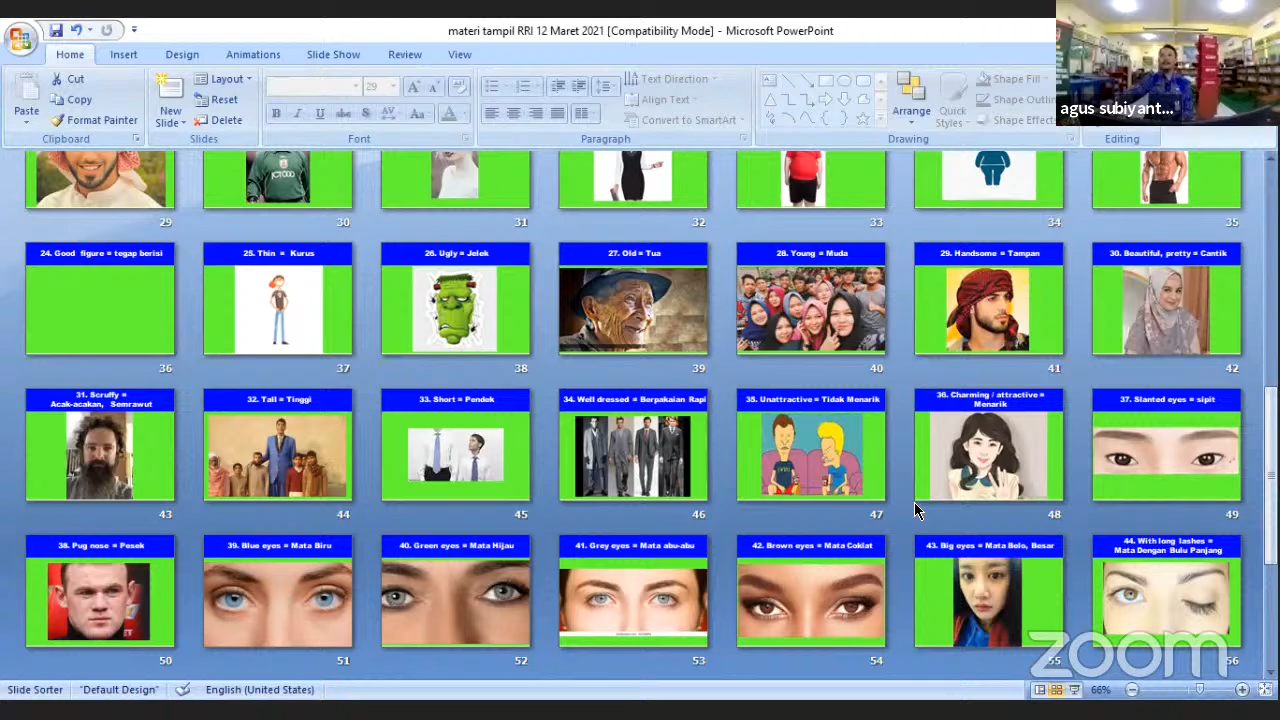 materi tampil RRI 12 Maret 2021 [Compatibility Mode] - Microsoft PowerPoint
Home Insert Design Animations Slide Show Review View
agus subiyant...
Paste
Cut
Copy
Format Painter
Clipboard
New Slide
Layout
Reset
Delete
Slides
29
B I U abe S AV Aa A
Font
Paragraph
Text Direction
Align Text
Convert to SmartArt
Arrange
Quick Styles
Shape Fill
Shape Outlin
Shape Effects
Drawing
Editing
29 30 31 32 33 34 35
24. Good figure = tegap berisi
25. Thin = Kurus
26. Ugly = Jelek
27. Old = Tua
28. Young = Muda
29. Handsome = Tampan
30. Beautiful, pretty = Cantik
36 37 38 39 40 41 42
31. Scruffy =
Acak-acakan, Semrawut
32. Tall = Tinggi
33. Short = Pendek
34. Well dressed = Berpakaian Rapi
35. Unattractive = Tidak Menarik
36. Charming / attractive =
Menarik
37. Slanted eyes = sipit
43 44 45 46 47 48 49
38. Pug nose = Pesek
39. Blue eyes = Mata Biru
40. Green eyes = Mata Hijau
41. Grey eyes = Mata abu-abu
42. Brown eyes = Mata Coklat
43. Big eyes = Mata Belo, Besar
44. With long lashes =
Mata Dengan Bulu Panjang
50 51 52 53 54 55 56
zoom
Slide Sorter "Default Design" English (United States) 66%